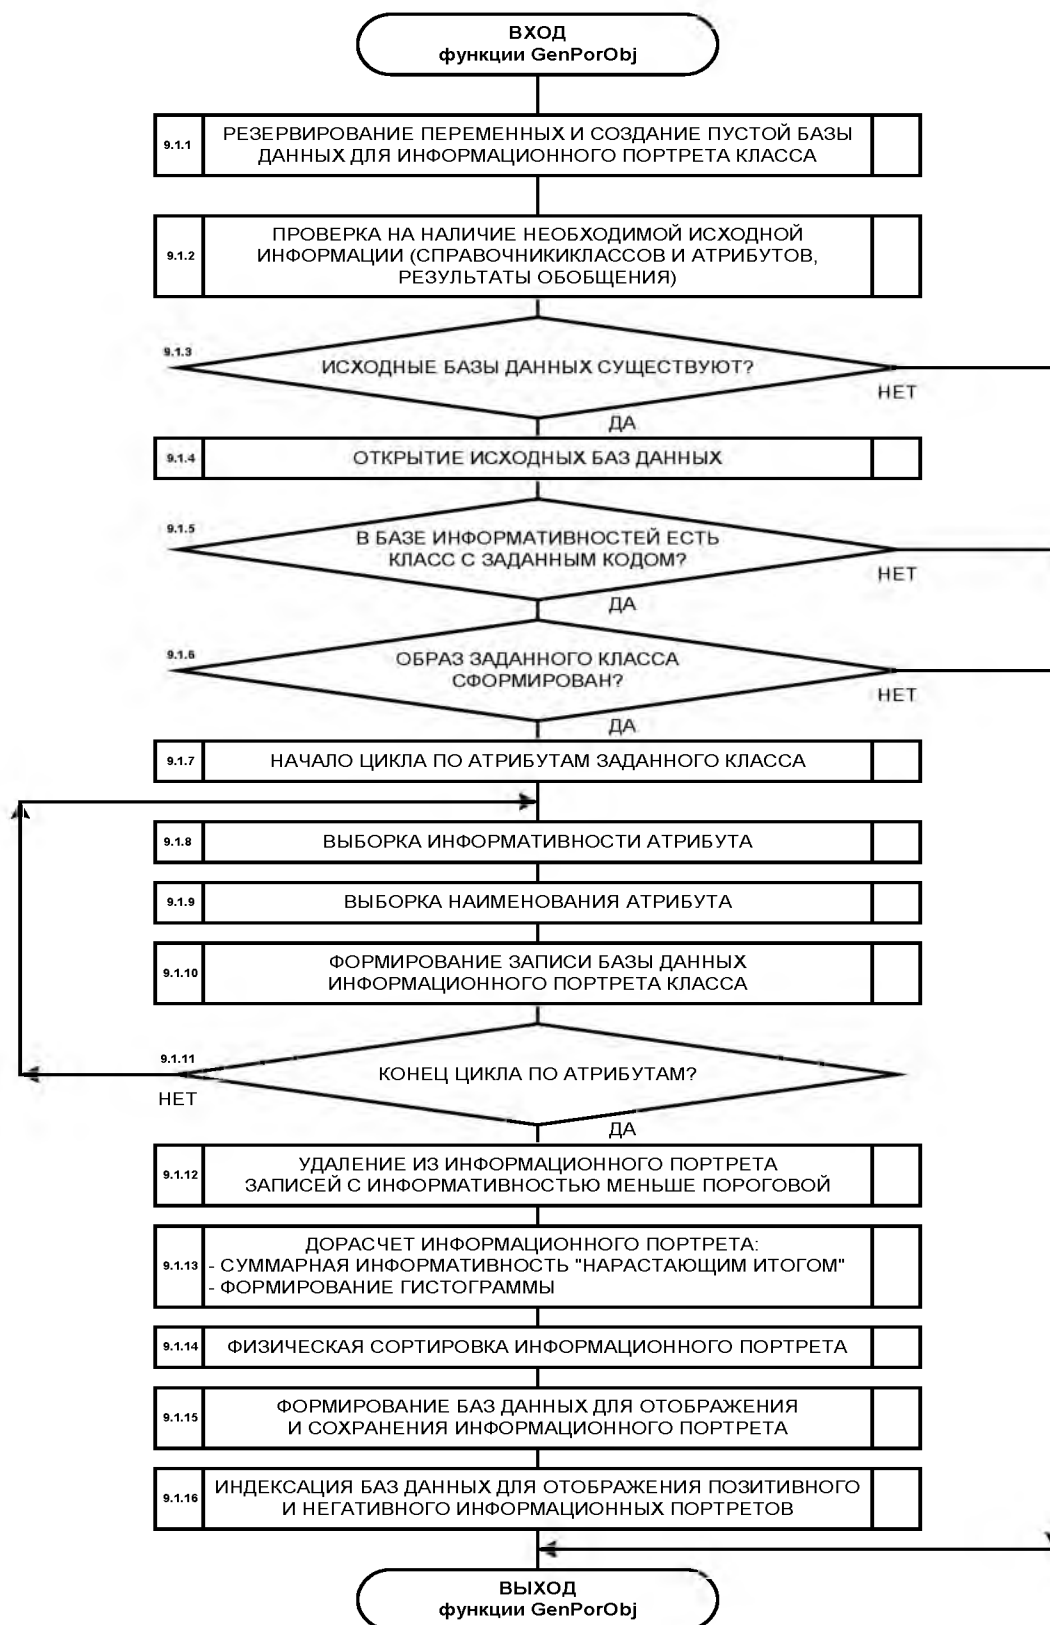 ВХОД
функции GenPorObj
9.1.1
РЕЗЕРВИРОВАНИЕ ПЕРЕМЕННЫХ И СОЗДАНИЕ ПУСТОЙ БАЗЫ
ДАННЫХ ДЛЯ ИНФОРМАЦИОННОГО ПОРТРЕТА КЛАССА
9.1.2
ПРОВЕРКА НА НАЛИЧИЕ НЕОБХОДИМОЙ ИСХОДНОЙ
ИНФОРМАЦИИ (СПРАВОЧНИКИКЛАССОВ И АТРИБУТОВ,
РЕЗУЛЬТАТЫ ОБОБЩЕНИЯ)
9.1.3
ИСХОДНЫЕ БАЗЫ ДАННЫХ СУЩЕСТВУЮТ?
НЕТ
ДА
9.1.4
ОТКРЫТИЕ ИСХОДНЫХ БАЗ ДАННЫХ
9.1.5
В БАЗЕ ИНФОРМАТИВНОСТЕЙ ЕСТЬ
КЛАСС С ЗАДАННЫМ КОДОМ?
НЕТ
ДА
9.1.6
ОБРАЗ ЗАДАННОГО КЛАССА
СФОРМИРОВАН?
НЕТ
ДА
9.1.7
НАЧАЛО ЦИКЛА ПО АТРИБУТАМ ЗАДАННОГО КЛАССА
9.1.8
ВЫБОРКА ИНФОРМАТИВНОСТИ АТРИБУТА
9.1.9
ВЫБОРКА НАИМЕНОВАНИЯ АТРИБУТА
9.1.10
ФОРМИРОВАНИЕ ЗАПИСИ БАЗЫ ДАННЫХ
ИНФОРМАЦИОННОГО ПОРТРЕТА КЛАССА
9.1.11
КОНЕЦ ЦИКЛА ПО АТРИБУТАМ?
НЕТ
ДА
9.1.12
УДАЛЕНИЕ ИЗ ИНФОРМАЦИОННОГО ПОРТРЕТА
ЗАПИСЕЙ С ИНФОРМАТИВНОСТЬЮ МЕНЬШЕ ПОРОГОВОЙ
9.1.13
ДОРАСЧЕТ ИНФОРМАЦИОННОГО ПОРТРЕТА:
- СУММАРНАЯ ИНФОРМАТИВНОСТЬ "НАРАСТАЮЩИМ ИТОГОМ"
- ФОРМИРОВАНИЕ ГИСТОГРАММЫ
9.1.14
ФИЗИЧЕСКАЯ СОРТИРОВКА ИНФОРМАЦИОННОГО ПОРТРЕТА
9.1.15
ФОРМИРОВАНИЕ БАЗ ДАННЫХ ДЛЯ ОТОБРАЖЕНИЯ
И СОХРАНЕНИЯ ИНФОРМАЦИОННОГО ПОРТРЕТА
9.1.16
ИНДЕКСАЦИЯ БАЗ ДАННЫХ ДЛЯ ОТОБРАЖЕНИЯ ПОЗИТИВНОГО
И НЕГАТИВНОГО ИНФОРМАЦИОННЫХ ПОРТРЕТОВ
ВЫХОД
функции GenPorObj